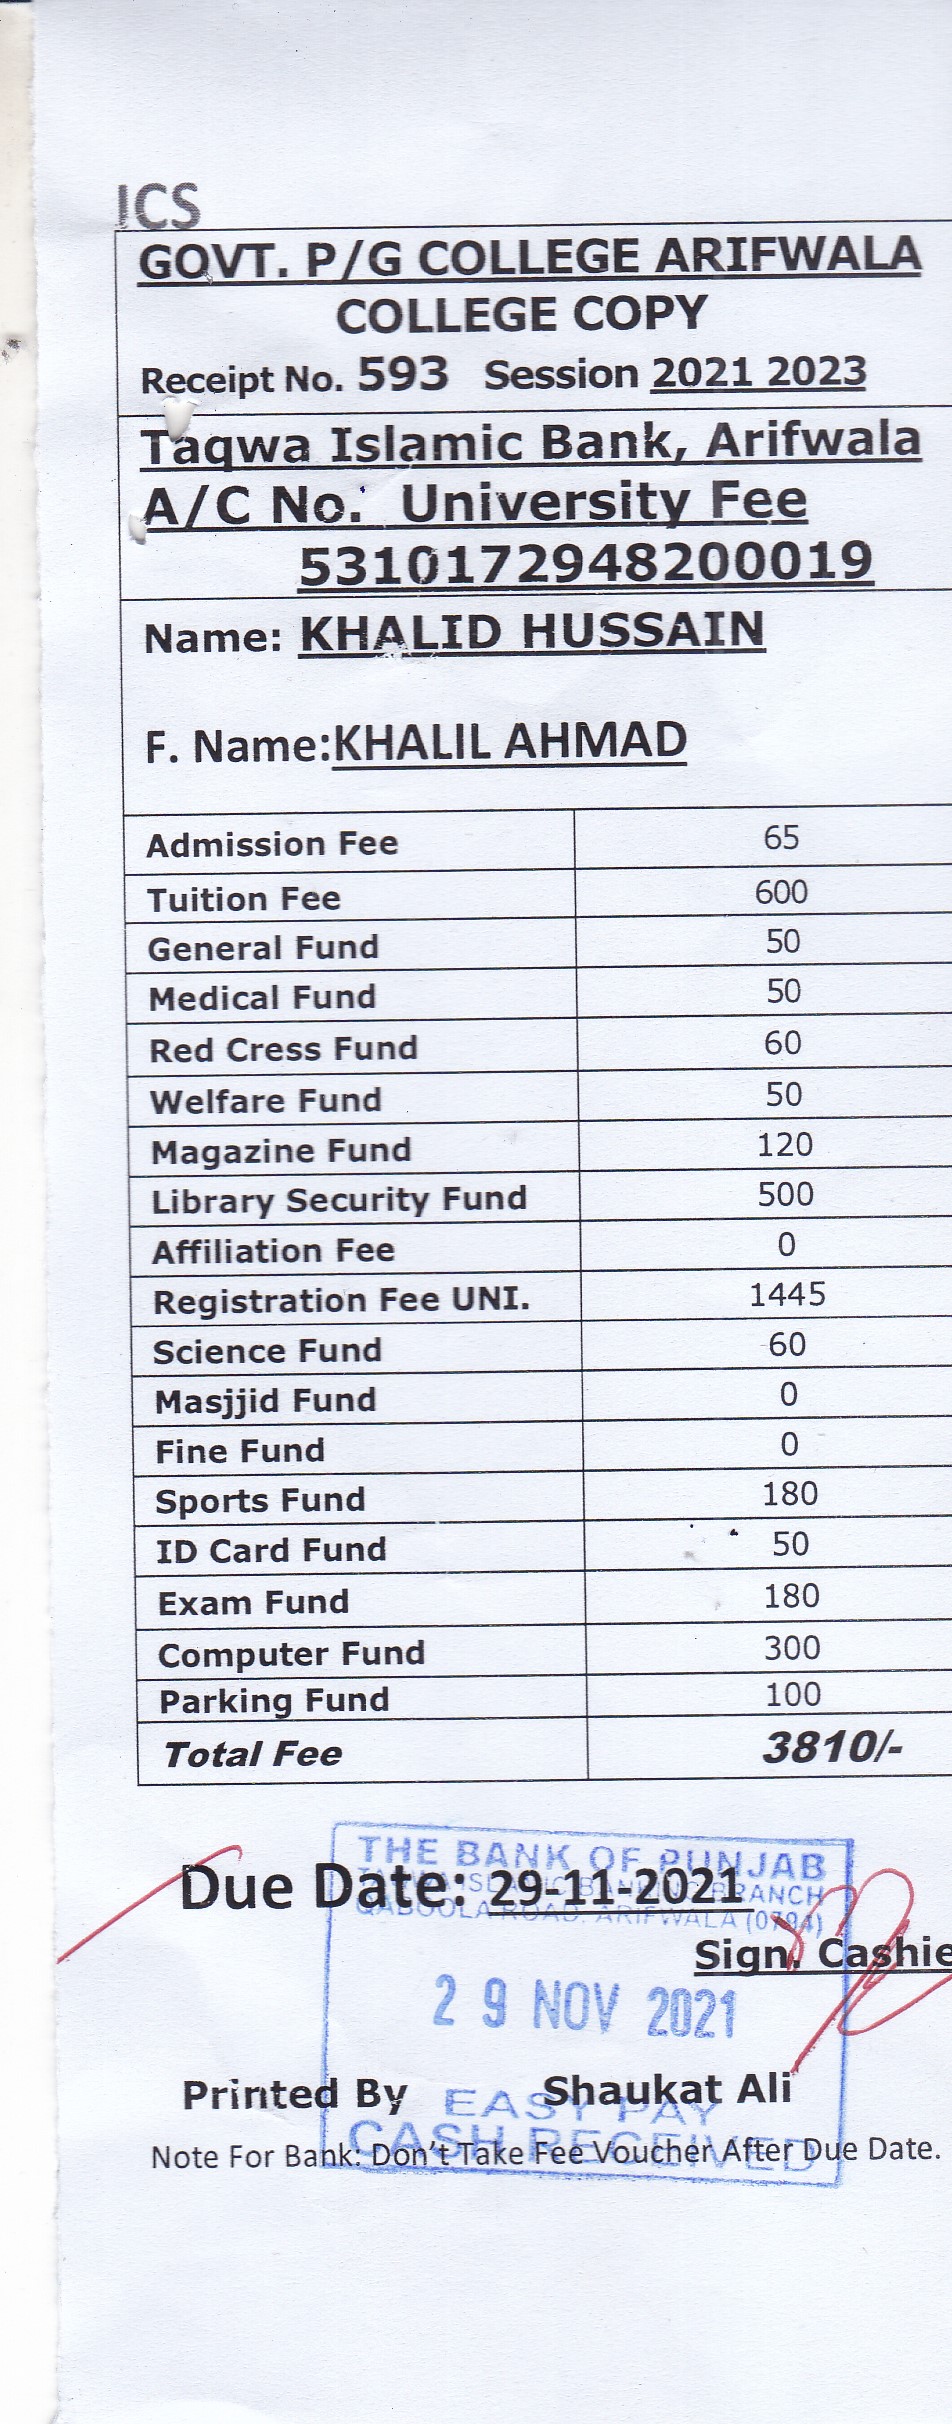 ICS
GOVT. P/G COLLEGE ARIFWALA
COLLEGE COPY
Receipt No. 593 Session 2021 2023
Taqwa Islamic Bank, Arifwala
A/C No. University Fee
5310172948200019
Name: KHALID HUSSAIN
F. Name:KHALIL AHMAD
Admission Fee 65
Tuition Fee 600
General Fund 50
Medical Fund 50
Red Cress Fund 60
Welfare Fund 50
Magazine Fund 120
Library Security Fund 500
Affiliation Fee 0
Registration Fee UNI. 1445
Science Fund 60
Masjjid Fund 0
Fine Fund 0
Sports Fund 180
ID Card Fund 50
Exam Fund 180
Computer Fund 300
Parking Fund 100
Total Fee 3810/-
THE BANK OF PUNJAB
Due Date: 29-11-2021
ISLAMIC BANKING BRANCH
QABOOLA ROAD. ARIFWALA (0794)
Sign. Cashie
29 NOV 2021
Printed By Shaukat Ali
EASY PAY
CASH RECEIVED
Note For Bank: Don't Take Fee Voucher After Due Date.